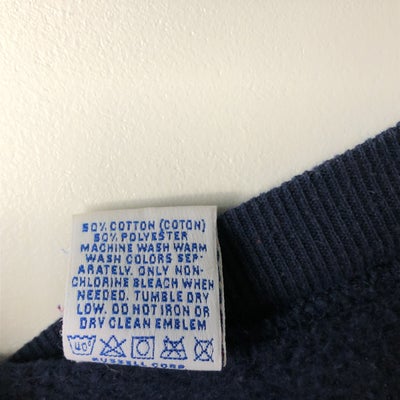 50% COTTON (COTON)
50% POLYESTER
MACHINE WASH WARM
WASH COLORS SEP-
ARATELY. ONLY NON-
CHLORINE BLEACH WHEN
NEEDED. TUMBLE DRY
LOW. DO NOT IRON OR
DRY CLEAN EMBLEM
40°
RUSSELL CORP